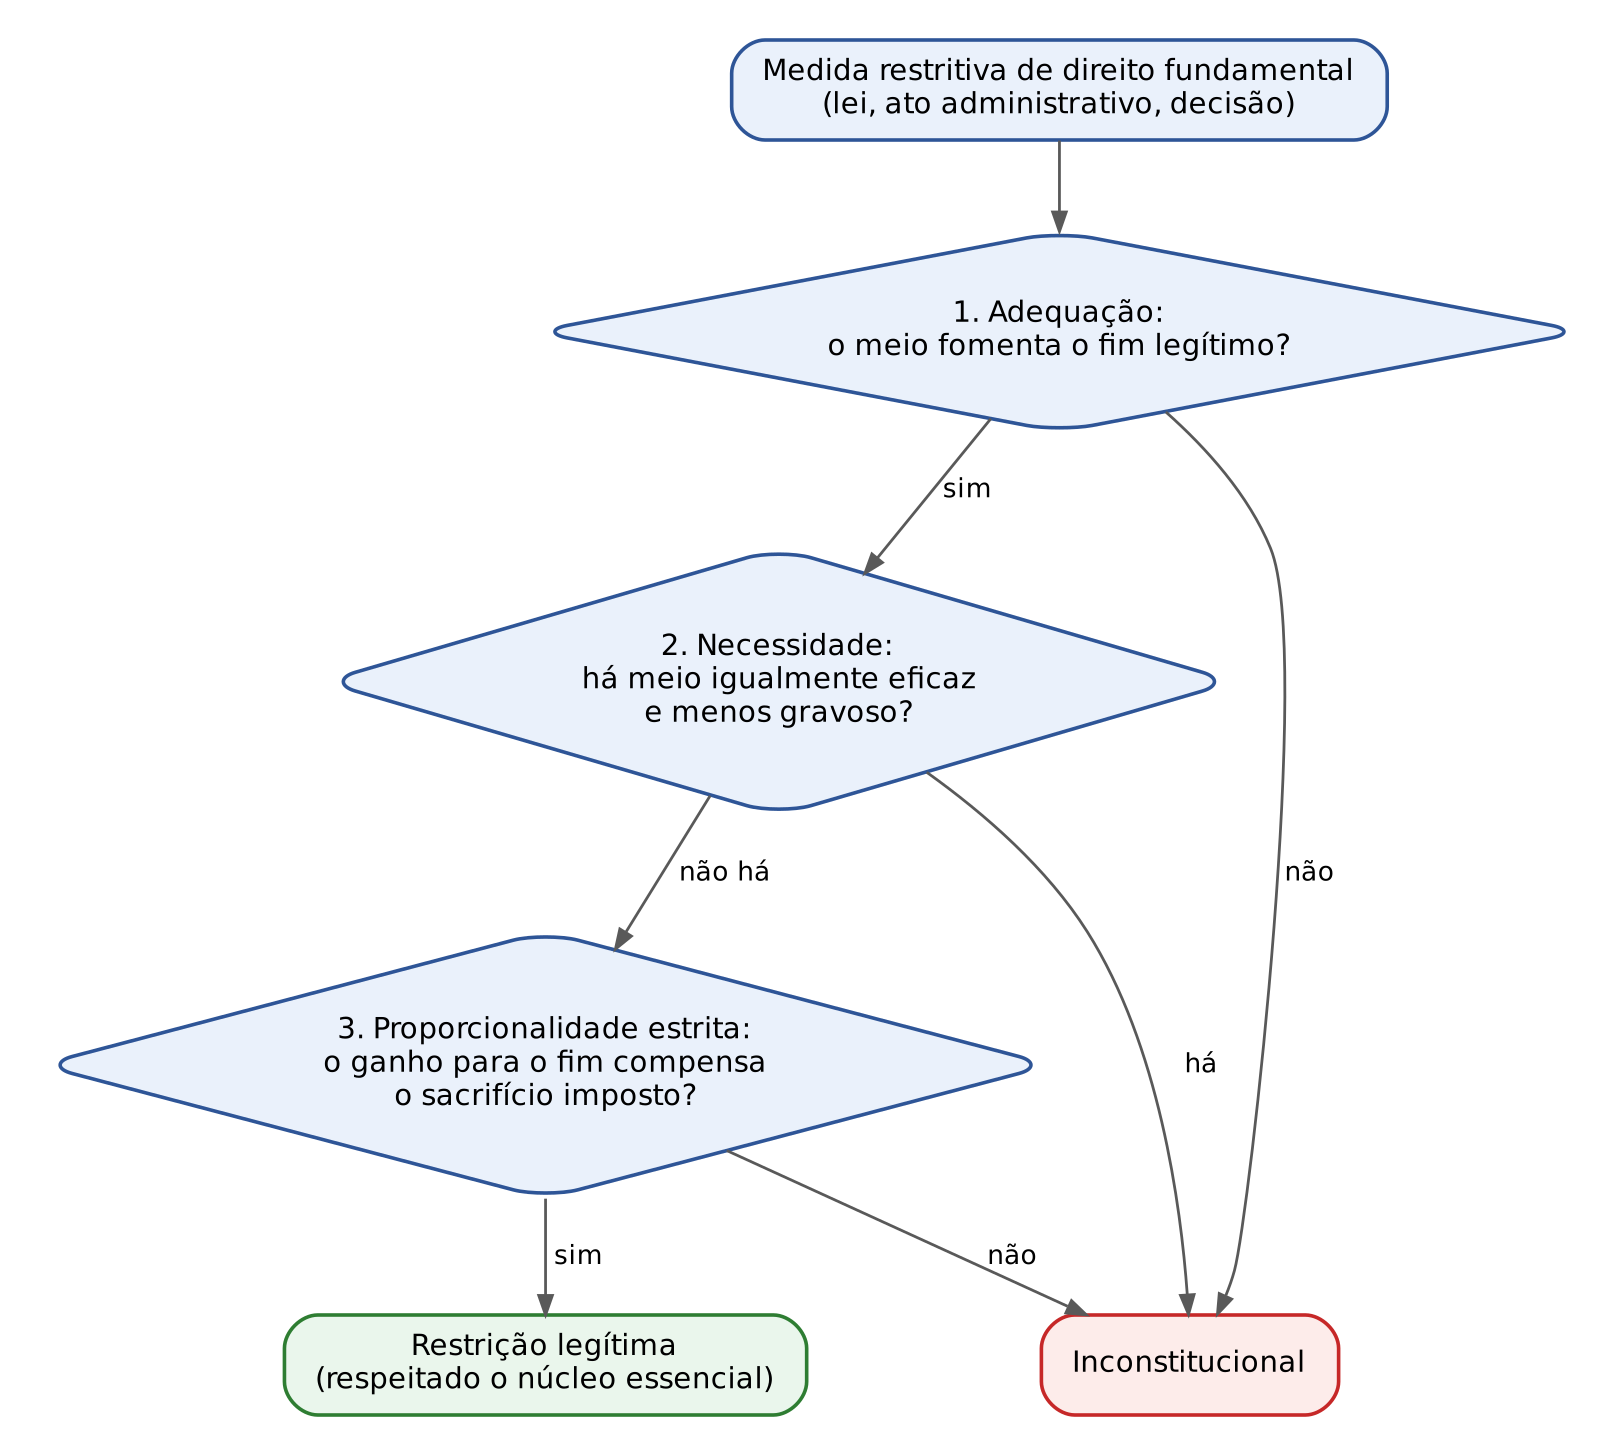 Medida restritiva de direito fundamental
(lei, ato administrativo, decisão)
1. Adequação:
o meio fomenta o fim legítimo?
sim
2. Necessidade:
há meio igualmente eficaz
e menos gravoso?
não há
não
3. Proporcionalidade estrita:
o ganho para o fim compensa
o sacrifício imposto?
há
sim
não
Restrição legítima
(respeitado o núcleo essencial)
Inconstitucional